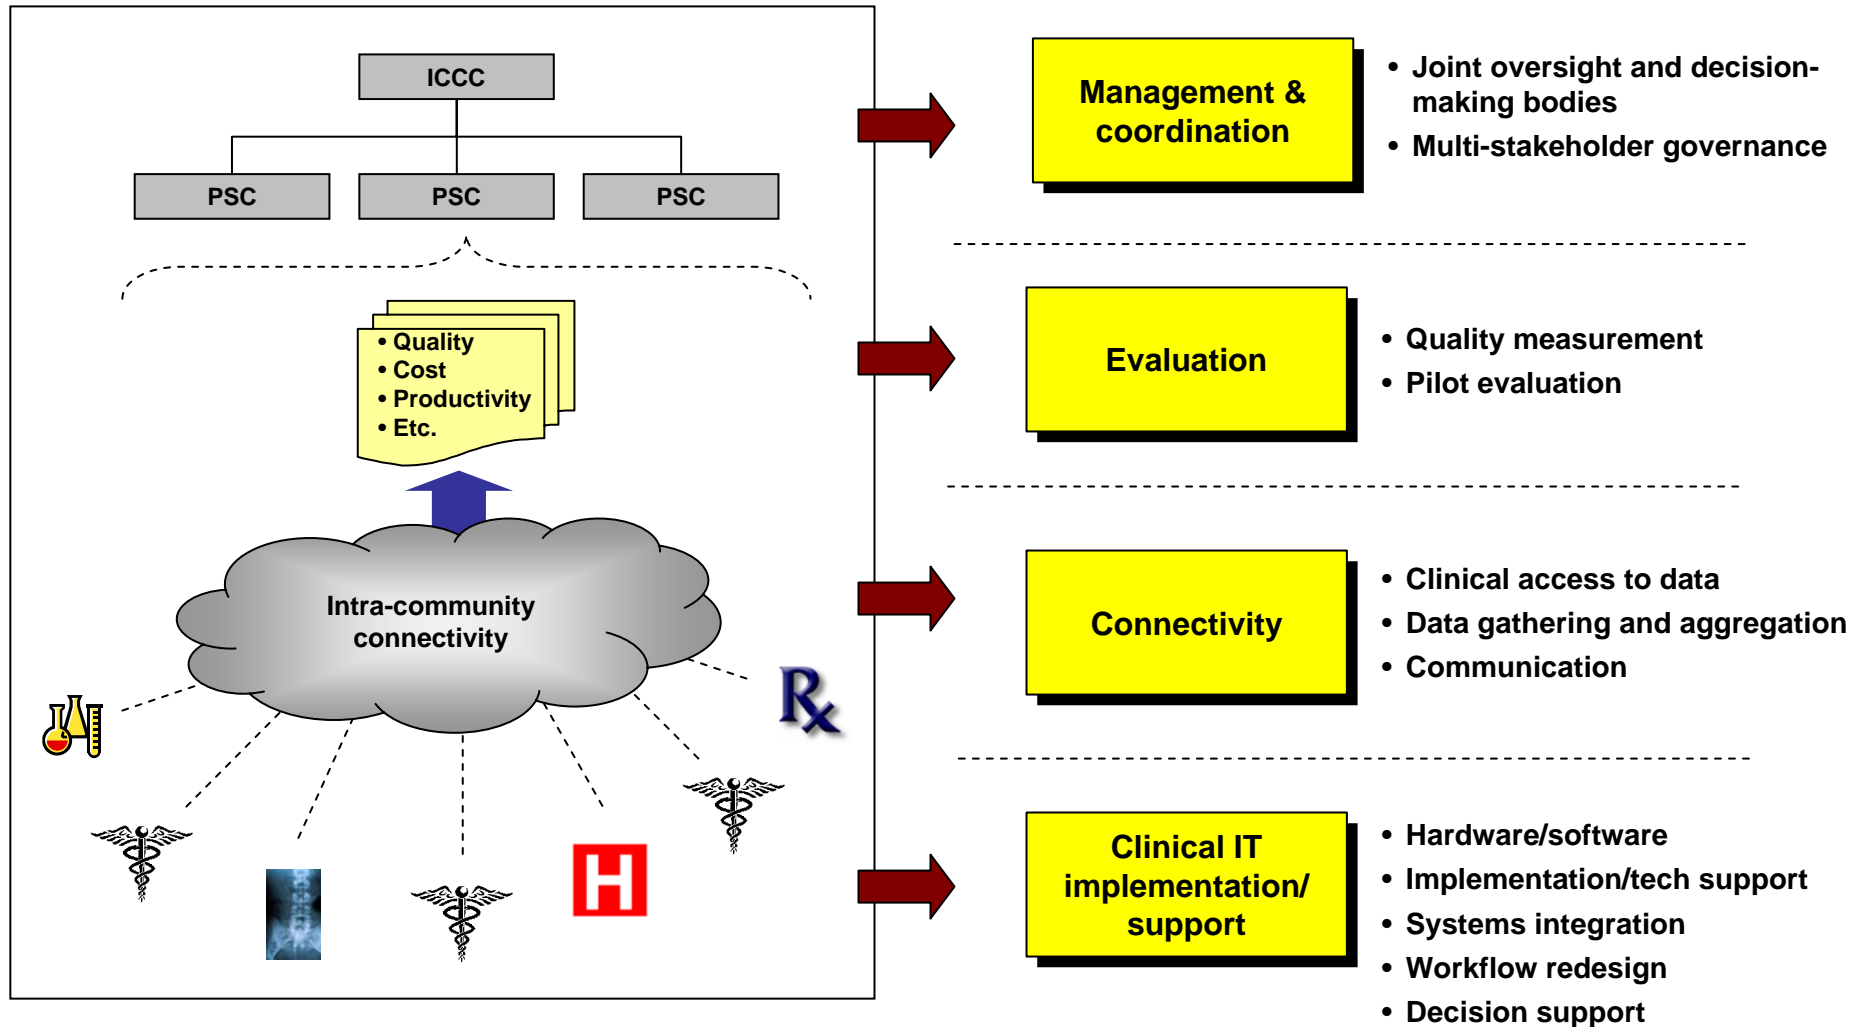 ICCC
PSC
PSC
PSC
• Quality
• Cost
• Productivity
• Etc.
Intra-community
connectivity
Rx
H
Management &
coordination
• Joint oversight and decision-
making bodies
• Multi-stakeholder governance
Evaluation
• Quality measurement
• Pilot evaluation
Connectivity
• Clinical access to data
• Data gathering and aggregation
• Communication
Clinical IT
implementation/
support
• Hardware/software
• Implementation/tech support
• Systems integration
• Workflow redesign
• Decision support